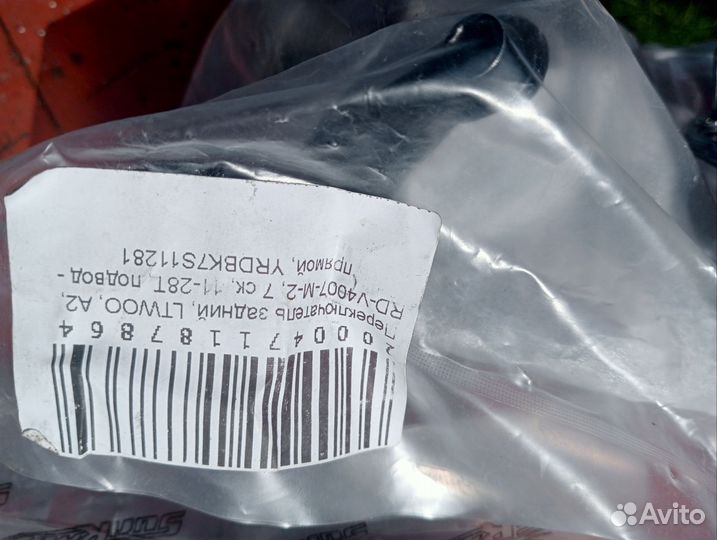 000471187864
Переключатель задний, LTWOO, A2,
RD-V4007-M-2, 7 ск, 11-28T, подвод -
прямой, YRDBK7S11281
Avito